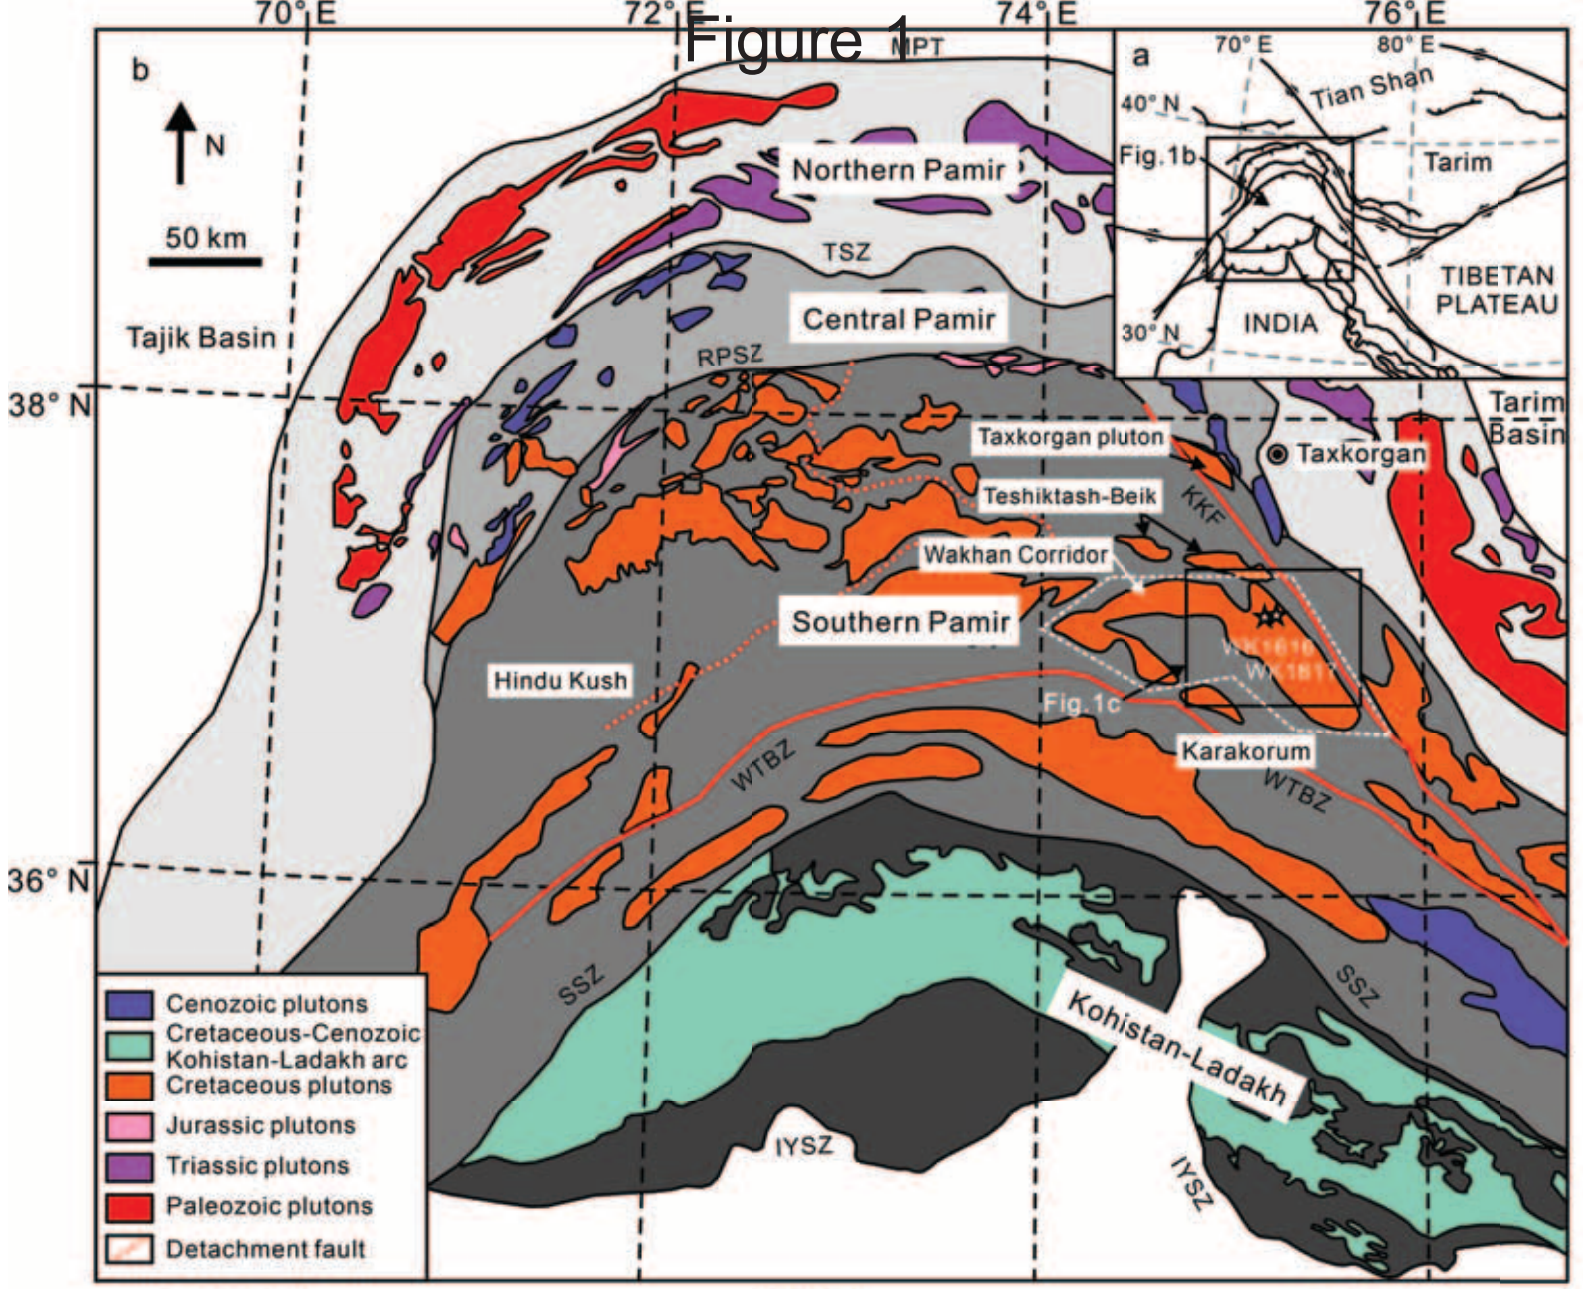 70°E 72°E 74°E 76°E
Figure 1
MPT
b
N
50 km
Tajik Basin
Northern Pamir
TSZ
Central Pamir
RPSZ
a
70° E 80° E
Tian Shan
40° N
Fig.1b
Tarim
TIBETAN
PLATEAU
INDIA
30° N
38° N
Tarim
Basin
Taxkorgan pluton
Taxkorgan
KKF
Teshiktash-Beik
Wakhan Corridor
Southern Pamir
WK1616
WK1617
Hindu Kush
Fig.1c
Karakorum
WTBZ
WTBZ
36° N
SSZ
SSZ
Kohistan-Ladakh
IYSZ
IYSZ
Cenozoic plutons
Cretaceous-Cenozoic
Kohistan-Ladakh arc
Cretaceous plutons
Jurassic plutons
Triassic plutons
Paleozoic plutons
Detachment fault